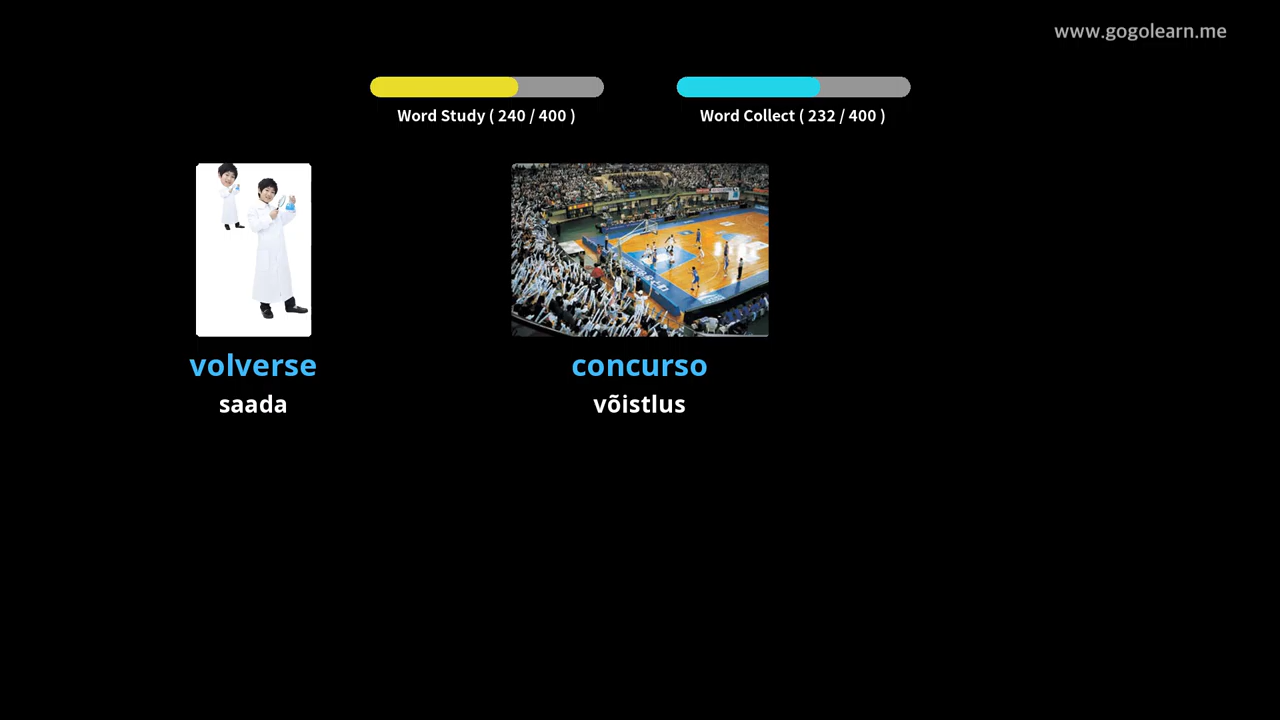 www.gogolearn.me
Word Study ( 240 / 400 )
Word Collect ( 232 / 400 )
volverse
saada
concurso
võistlus